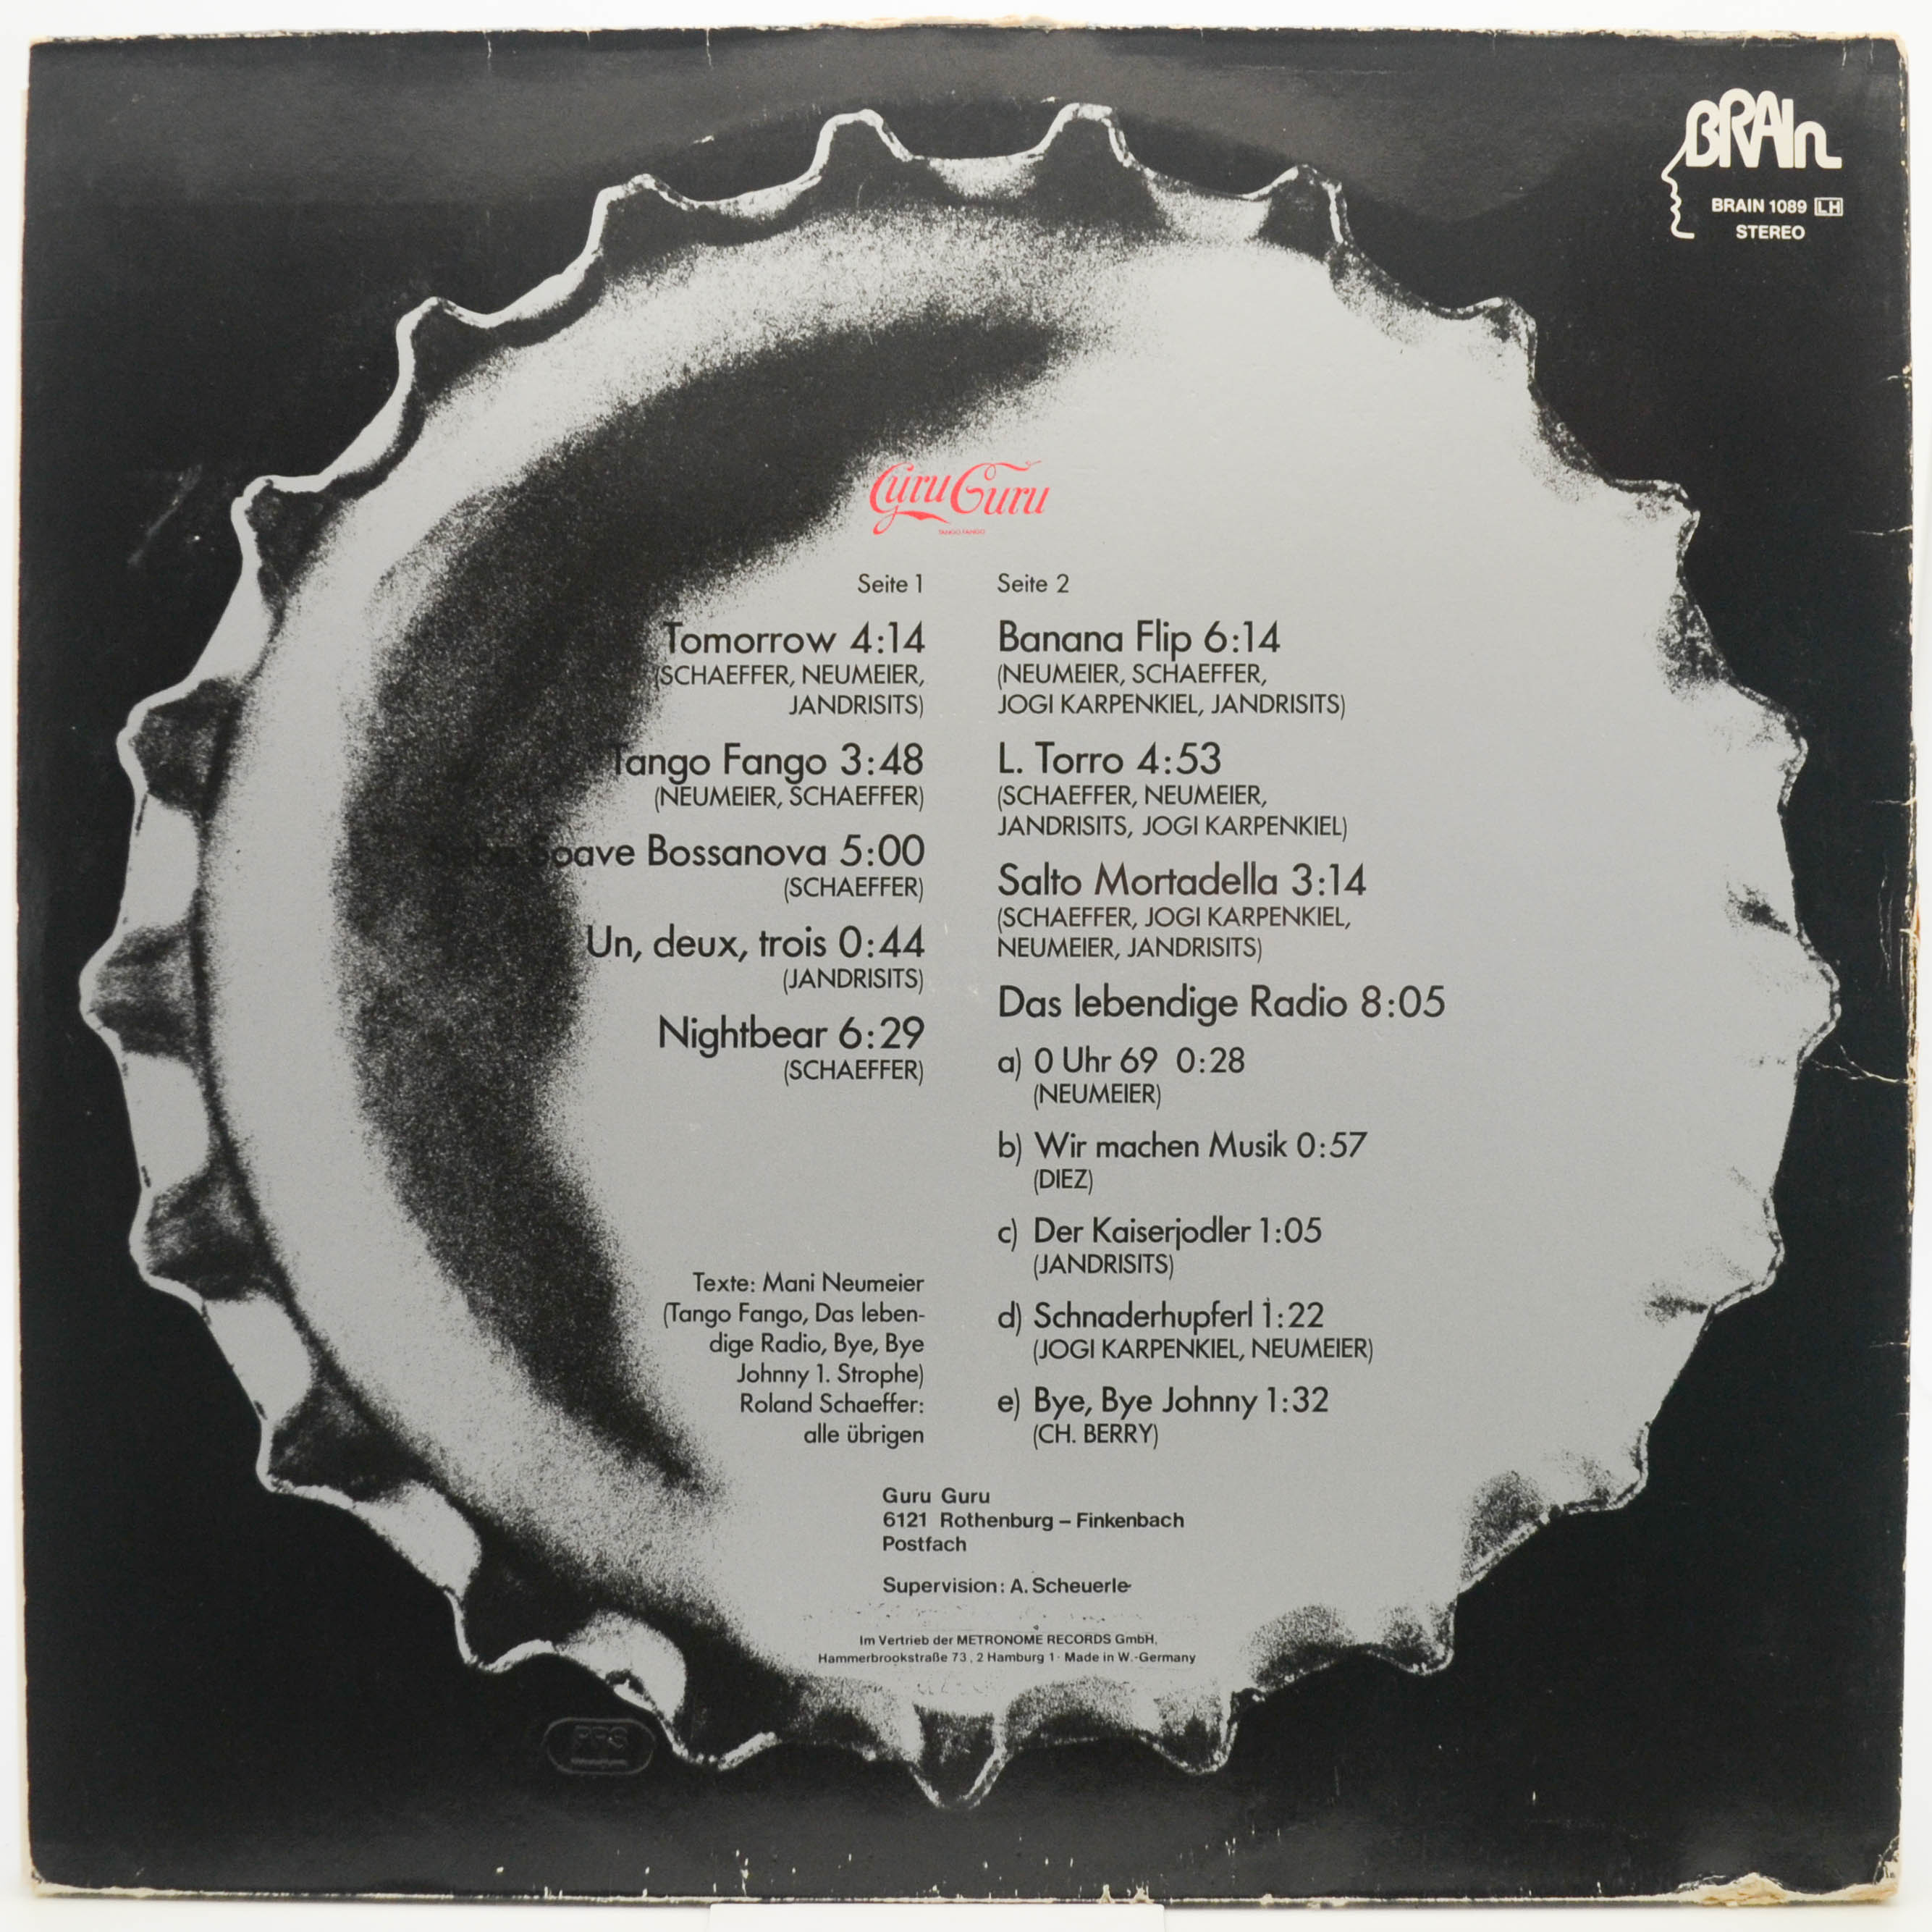 BRAIN
BRAIN 1089 LH
STEREO
Guru Guru
TANGO FANGO
Seite 1
Tomorrow 4:14
(SCHAEFFER, NEUMEIER,
JANDRISITS)
Tango Fango 3:48
(NEUMEIER, SCHAEFFER)
Soave Bossanova 5:00
(SCHAEFFER)
Un, deux, trois 0:44
(JANDRISITS)
Nightbear 6:29
(SCHAEFFER)
Texte: Mani Neumeier
(Tango Fango, Das leben-
dige Radio, Bye, Bye
Johnny 1. Strophe)
Roland Schaeffer:
alle übrigen
Seite 2
Banana Flip 6:14
(NEUMEIER, SCHAEFFER,
JOGI KARPENKIEL, JANDRISITS)
L. Torro 4:53
(SCHAEFFER, NEUMEIER,
JANDRISITS, JOGI KARPENKIEL)
Salto Mortadella 3:14
(SCHAEFFER, JOGI KARPENKIEL,
NEUMEIER, JANDRISITS)
Das lebendige Radio 8:05
a) 0 Uhr 69 0:28
(NEUMEIER)
b) Wir machen Musik 0:57
(DIEZ)
c) Der Kaiserjodler 1:05
(JANDRISITS)
d) Schnaderhupferl 1:22
(JOGI KARPENKIEL, NEUMEIER)
e) Bye, Bye Johnny 1:32
(CH. BERRY)
Guru Guru
6121 Rothenburg – Finkenbach
Postfach
Supervision: A. Scheuerle
Im Vertrieb der METRONOME RECORDS GmbH,
Hammerbrookstraße 73, 2 Hamburg 1 · Made in W.-Germany